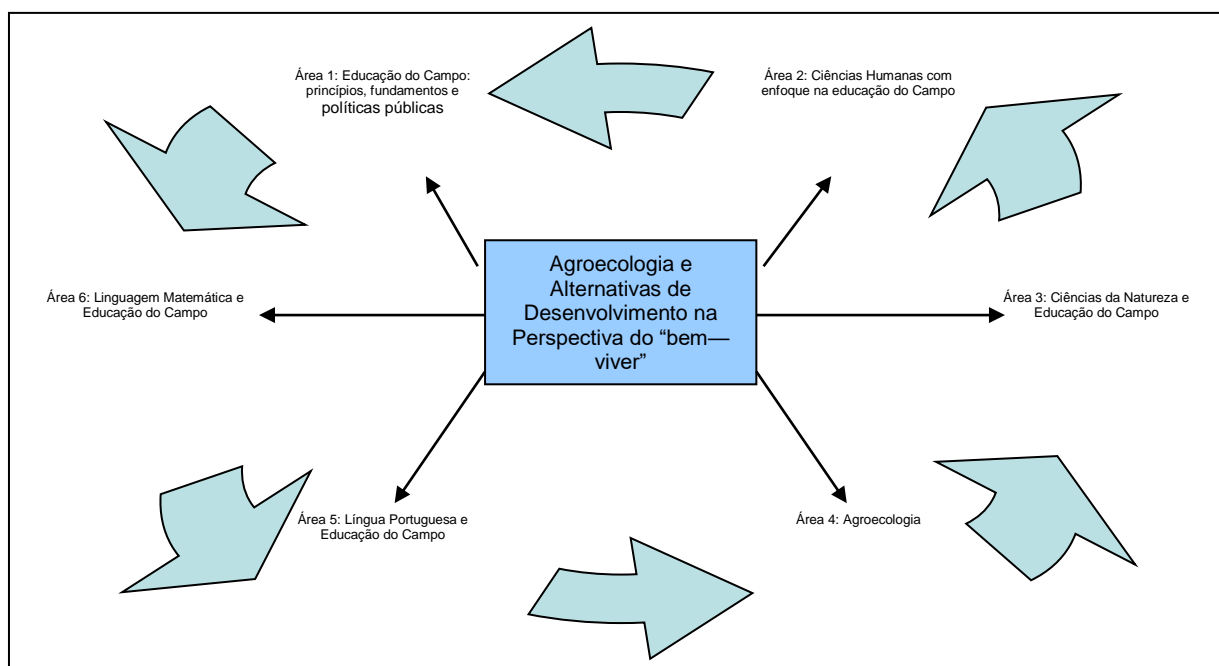 Área 1: Educação do Campo:
princípios, fundamentos e
políticas públicas
Área 2: Ciências Humanas com
enfoque na educação do Campo
Agroecologia e
Alternativas de
Desenvolvimento na
Perspectiva do “bem—
viver”
Área 6: Linguagem Matemática e
Educação do Campo
Área 3: Ciências da Natureza e
Educação do Campo
Área 5: Língua Portuguesa e
Educação do Campo
Área 4: Agroecologia